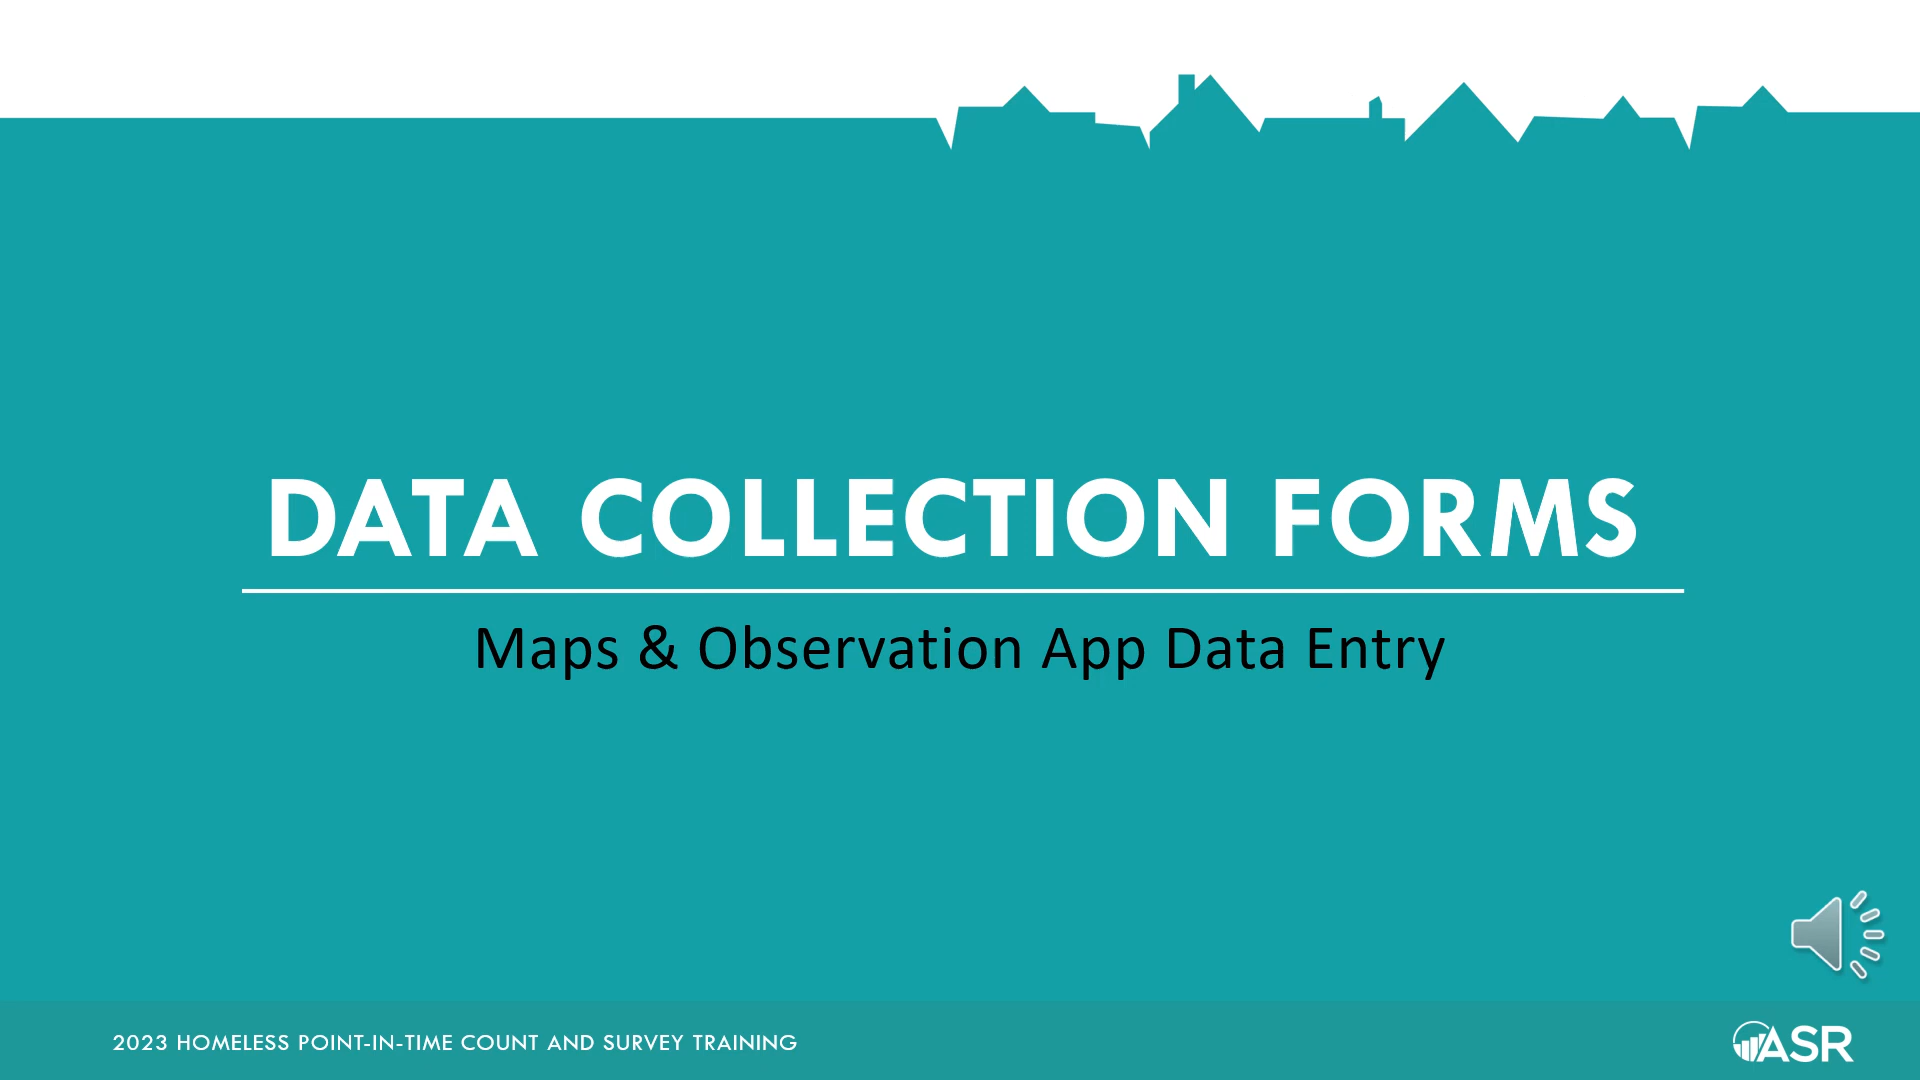 DATA COLLECTION FORMS
Maps & Observation App Data Entry
2023 HOMELESS POINT-IN-TIME COUNT AND SURVEY TRAINING
ASR